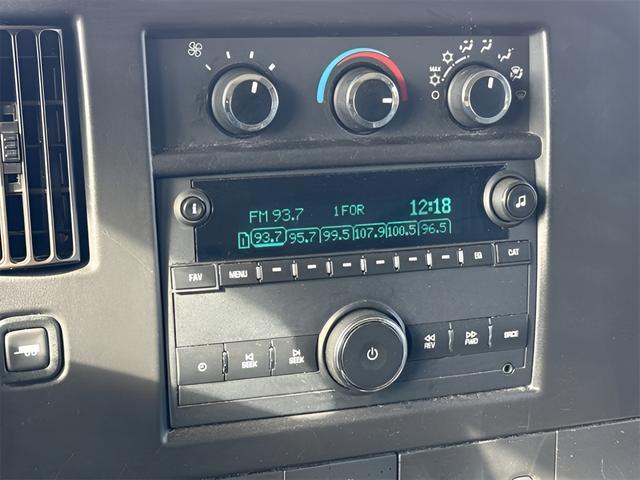 MAX
FM 93.7 1FOR 12:18
1 93.7 95.7 99.5 107.9 100.5 96.5
FAV MENU EQ CAT
SEEK SEEK REV FWD SRCE